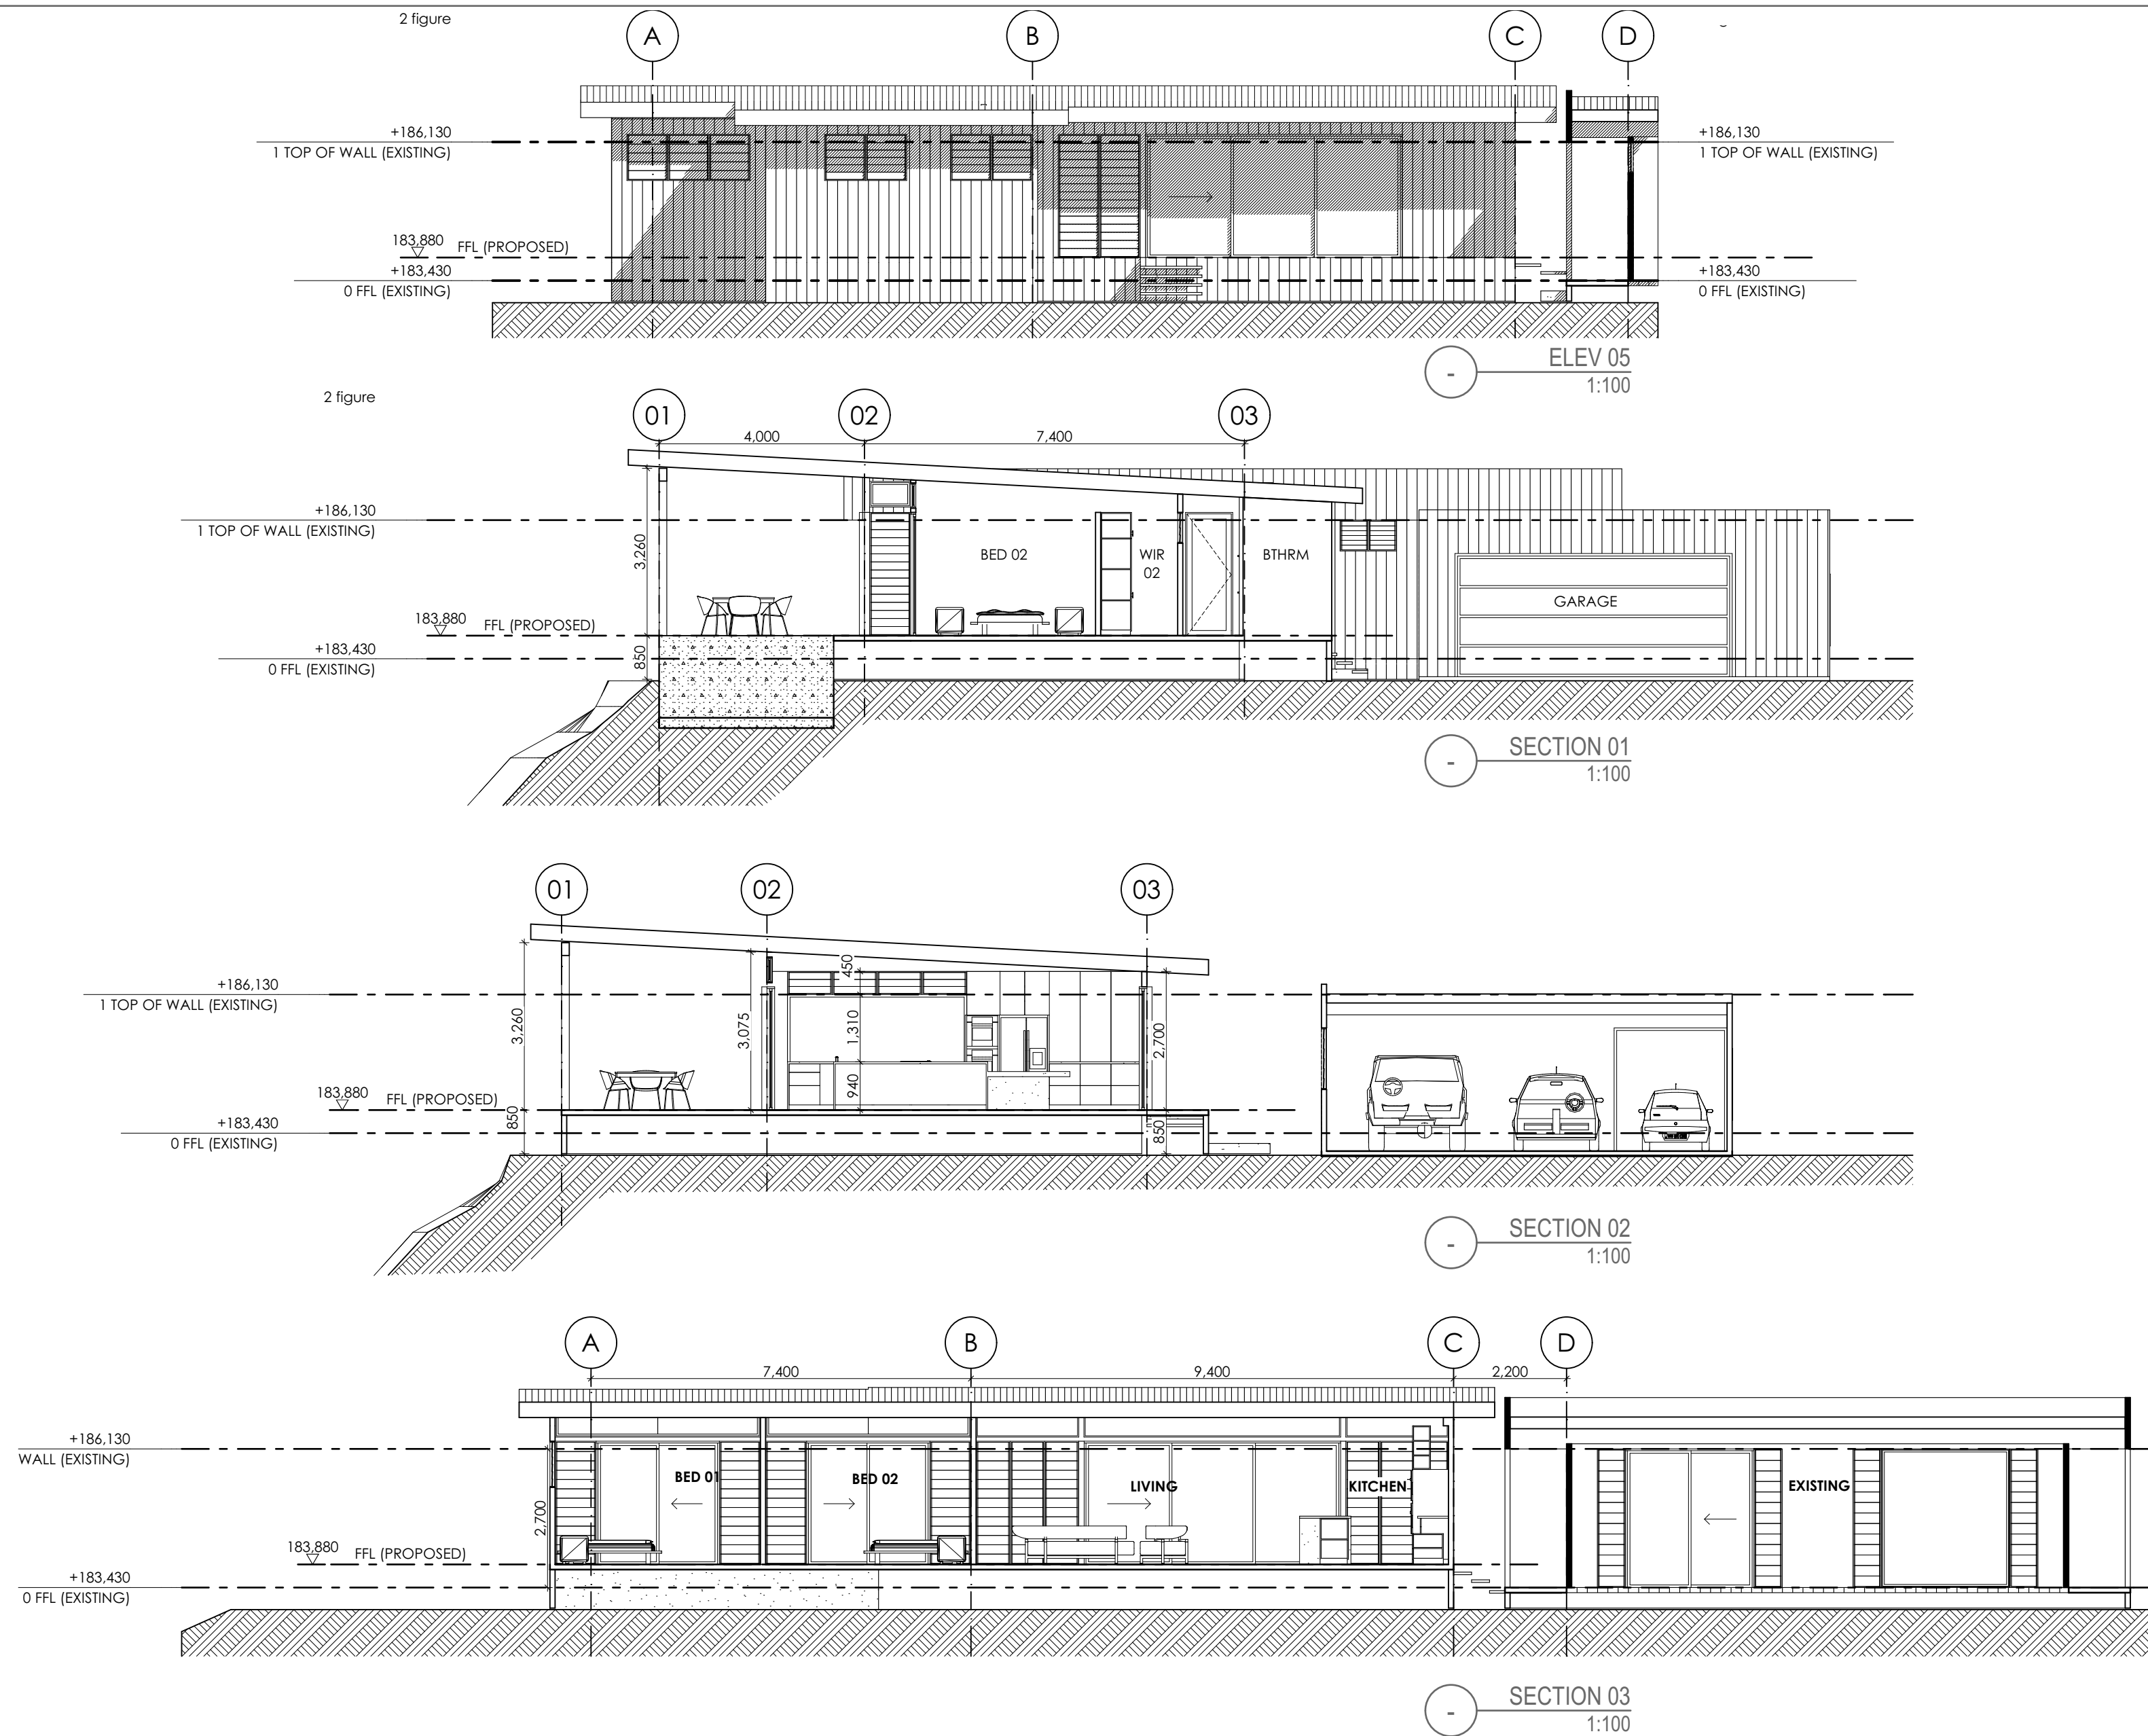 2 figure
A
B
C
D
+186,130
1 TOP OF WALL (EXISTING)
+186,130
1 TOP OF WALL (EXISTING)
183,880
FFL (PROPOSED)
+183,430
0 FFL (EXISTING)
+183,430
0 FFL (EXISTING)
-
ELEV 05
1:100
2 figure
01
02
03
4,000
7,400
+186,130
1 TOP OF WALL (EXISTING)
3,260
BED 02
WIR
02
BTHRM
GARAGE
183,880
FFL (PROPOSED)
+183,430
0 FFL (EXISTING)
850
-
SECTION 01
1:100
01
02
03
+186,130
1 TOP OF WALL (EXISTING)
3,260
3,075
450
1,310
940
2,700
183,880
FFL (PROPOSED)
+183,430
0 FFL (EXISTING)
850
850
-
SECTION 02
1:100
A
B
C
D
7,400
9,400
2,200
+186,130
WALL (EXISTING)
BED 01
BED 02
LIVING
KITCHEN
EXISTING
2,700
183,880
FFL (PROPOSED)
+183,430
0 FFL (EXISTING)
-
SECTION 03
1:100